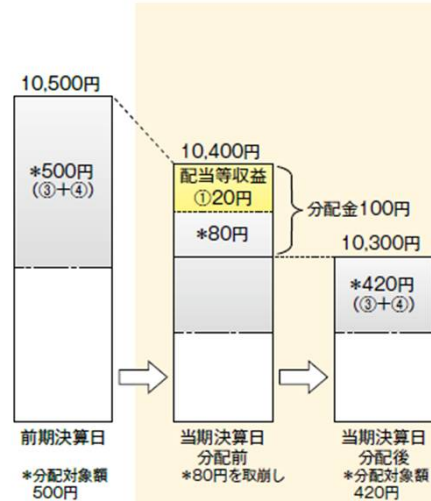 10,500円
*500円
(③+④)
前期決算日
*分配対象額
500円
10,400円
配当等収益
①20円
*80円
分配金100円
当期決算日
分配前
*80円を取崩し
10,300円
*420円
(③+④)
当期決算日
分配後
*分配対象額
420円